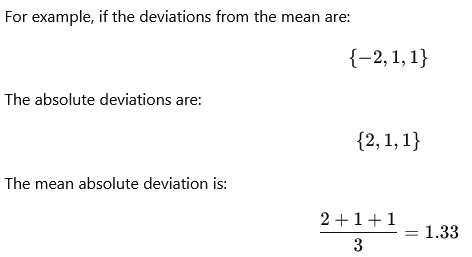 For example, if the deviations from the mean are:
{−2, 1, 1}
The absolute deviations are:
{2, 1, 1}
The mean absolute deviation is:
2 + 1 + 1
3
= 1.33